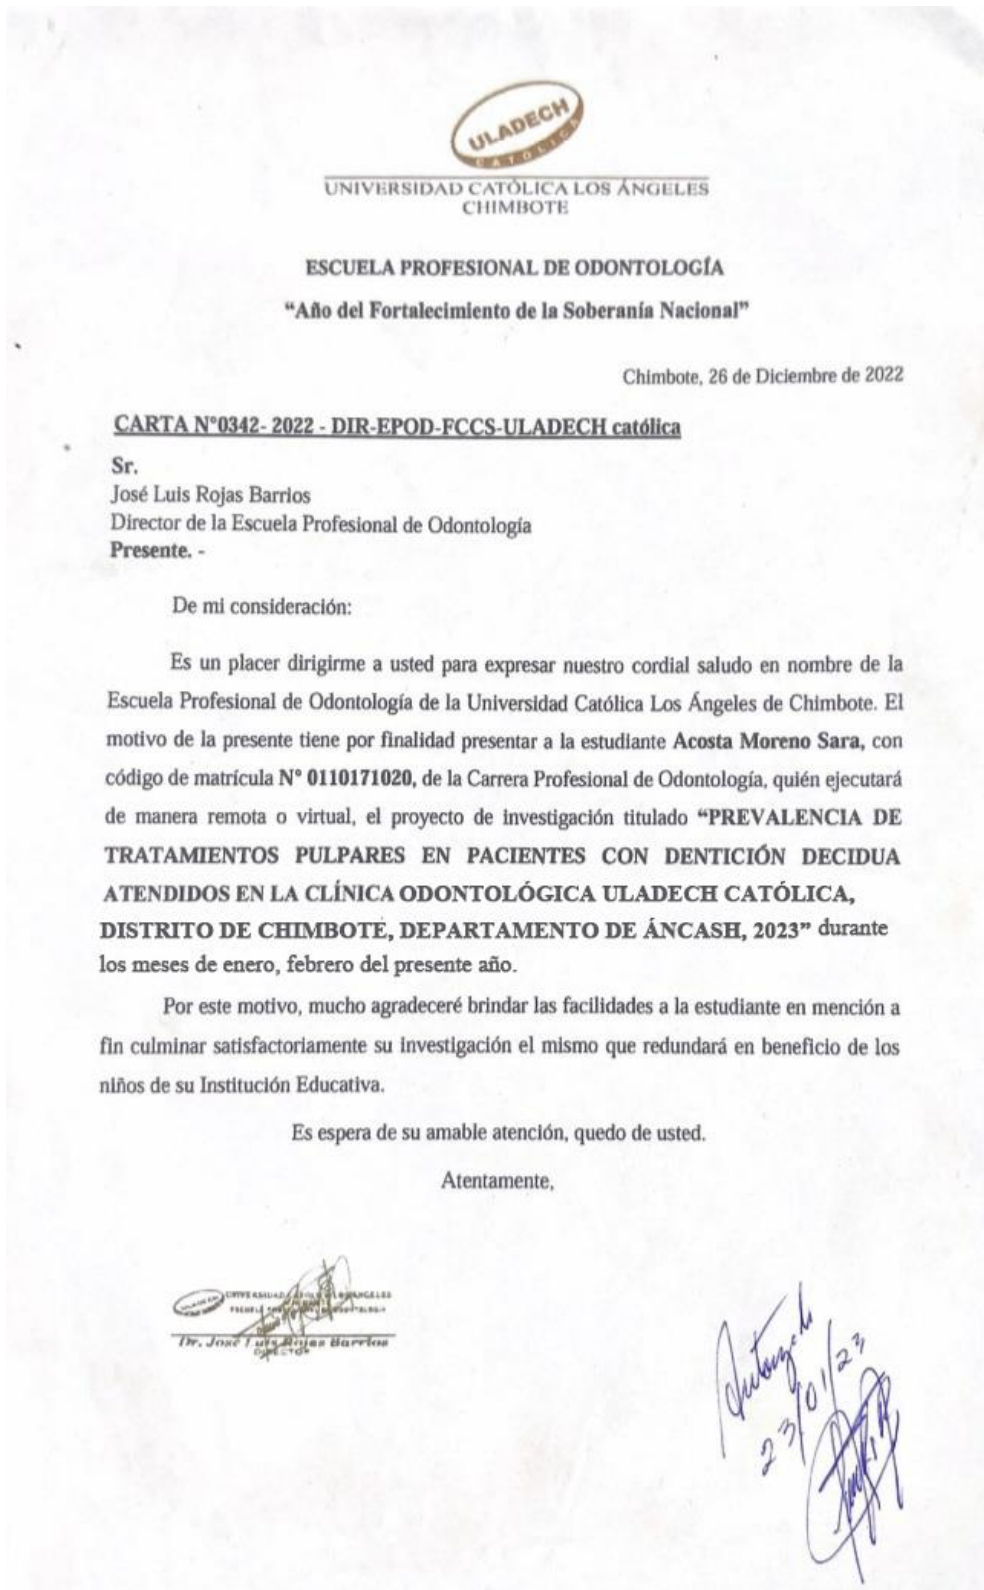 ULADECH
CATOLICA
UNIVERSIDAD CATÓLICA LOS ÁNGELES
CHIMBOTE
ESCUELA PROFESIONAL DE ODONTOLOGÍA
“Año del Fortalecimiento de la Soberanía Nacional”
Chimbote, 26 de Diciembre de 2022
CARTA N°0342- 2022 - DIR-EPOD-FCCS-ULADECH católica
Sr.
José Luis Rojas Barrios
Director de la Escuela Profesional de Odontología
Presente. -
De mi consideración:
Es un placer dirigirme a usted para expresar nuestro cordial saludo en nombre de la
Escuela Profesional de Odontología de la Universidad Católica Los Ángeles de Chimbote. El
motivo de la presente tiene por finalidad presentar a la estudiante Acosta Moreno Sara, con
código de matrícula N° 0110171020, de la Carrera Profesional de Odontología, quién ejecutará
de manera remota o virtual, el proyecto de investigación titulado “PREVALENCIA DE
TRATAMIENTOS PULPARES EN PACIENTES CON DENTICIÓN DECIDUA
ATENDIDOS EN LA CLÍNICA ODONTOLÓGICA ULADECH CATÓLICA,
DISTRITO DE CHIMBOTE, DEPARTAMENTO DE ÁNCASH, 2023” durante
los meses de enero, febrero del presente año.
Por este motivo, mucho agradeceré brindar las facilidades a la estudiante en mención a
fin culminar satisfactoriamente su investigación el mismo que redundará en beneficio de los
niños de su Institución Educativa.
Es espera de su amable atención, quedo de usted.
Atentamente,
Dr. José Luis Rojas Barrios
DIRECTOR
Autorizado
23/01/23